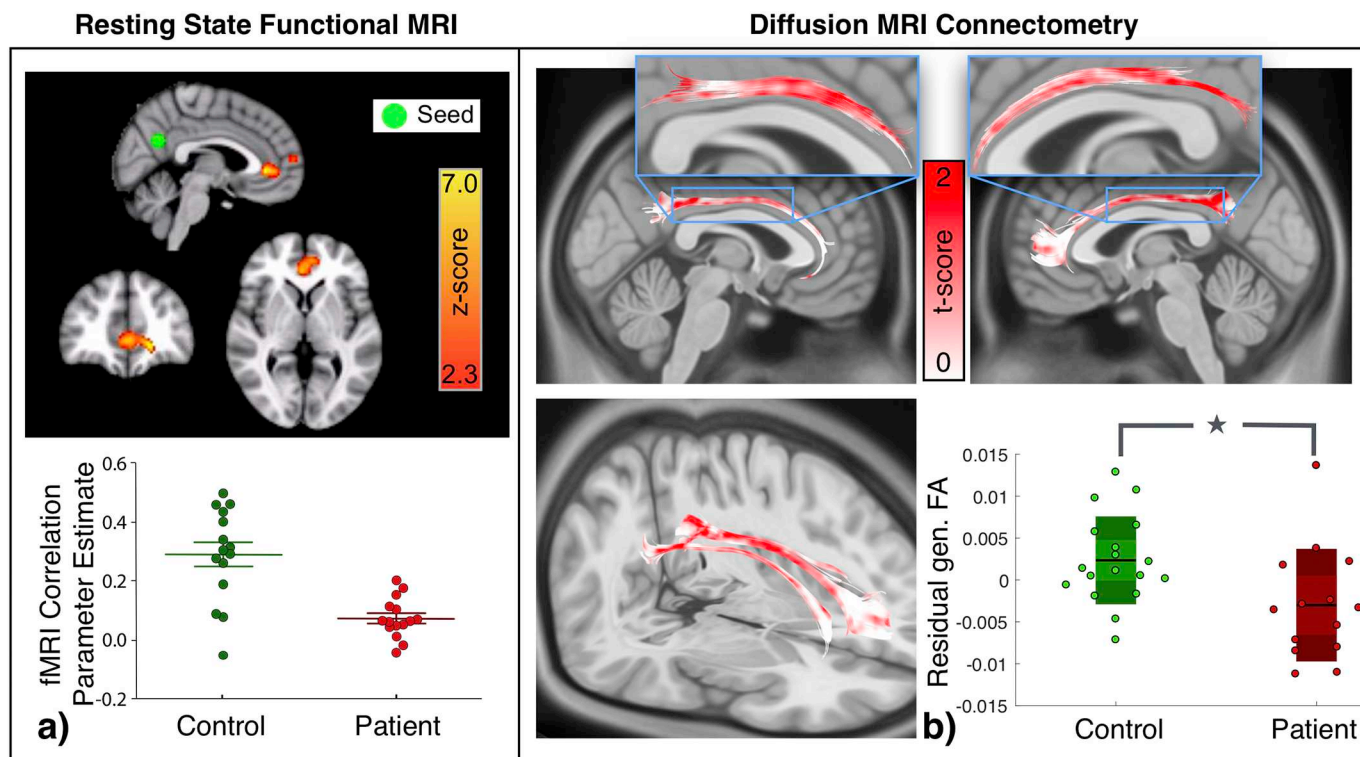 Resting State Functional MRI
Seed
7.0
z-score
2.3
fMRI Correlation
Parameter Estimate
0.6
0.4
0.2
0.0
-0.2
Control
Patient
a)
Diffusion MRI Connectometry
2
t-score
0
Residual gen. FA
0.015
0.01
0.005
0
-0.005
-0.01
-0.015
Control
Patient
b)